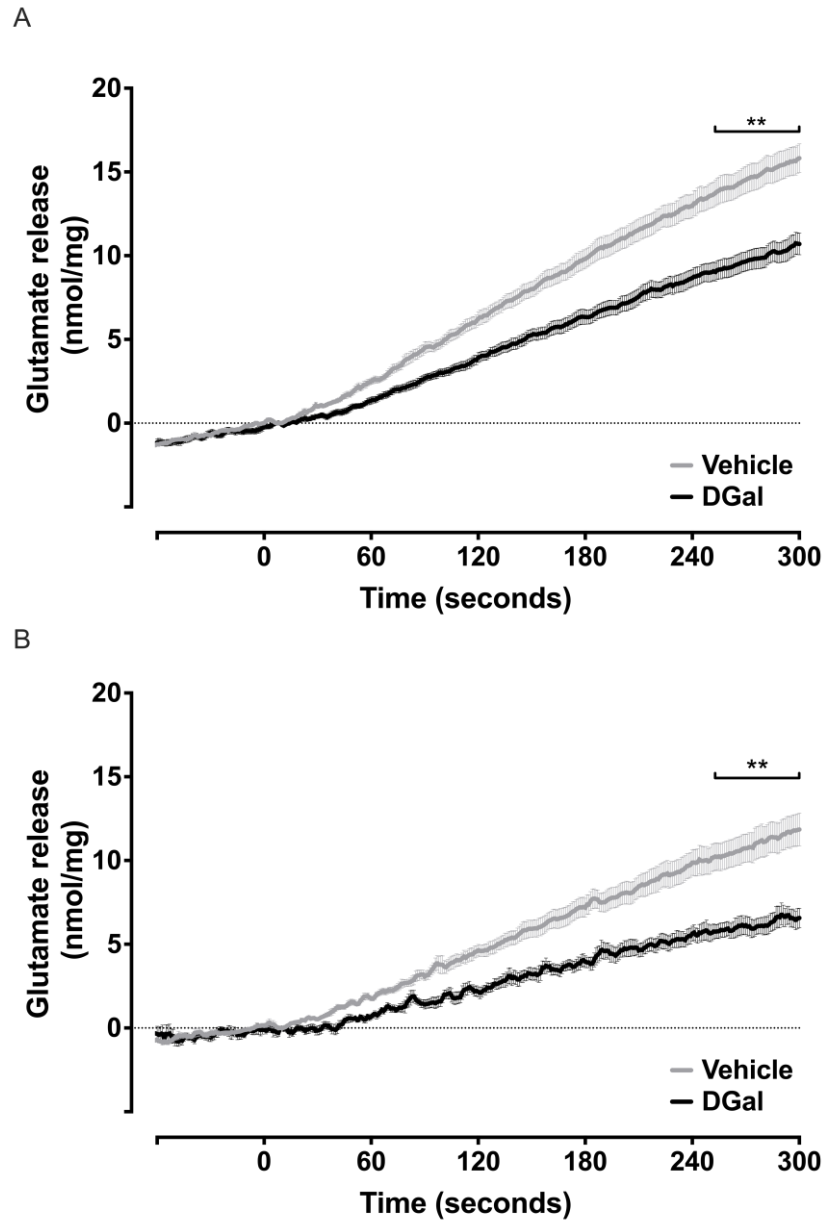 A
20
15
10
5
0
Glutamate release
(nmol/mg)
**
Vehicle
DGal
0 60 120 180 240 300
Time (seconds)
B
20
15
10
5
0
Glutamate release
(nmol/mg)
**
Vehicle
DGal
0 60 120 180 240 300
Time (seconds)